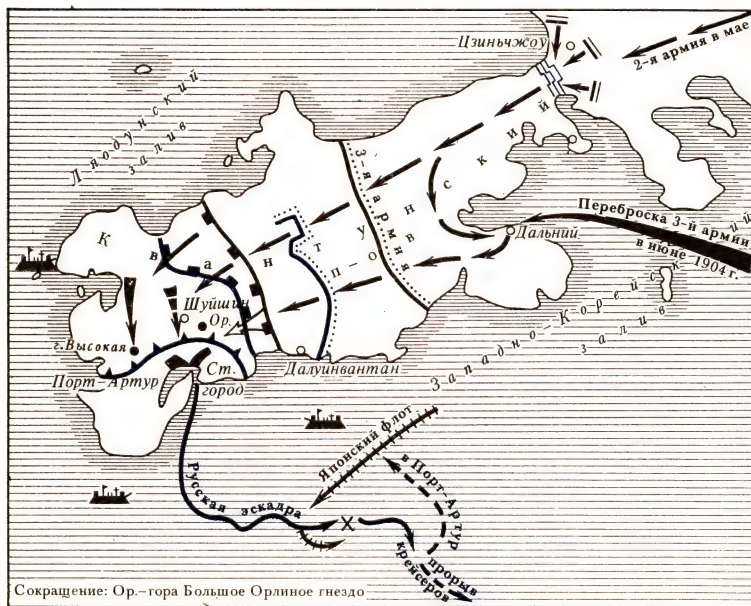 Цзиньчжоу
2-я армия в мае
Ляодунский
залив
Квантунский
п-ов
3-я армия
Переброска 3-й армии
в июне 1904 г.
Дальний
Шуйшин
Ор.
г. Высокая
Порт-Артур
Ст.
город
Далуинвантан
Западно-Корейский
залив
Японский флот
в Порт-Артур
Русская эскадра
прорыв
крейсеров
Сокращение: Ор.-гора Большое Орлиное гнездо